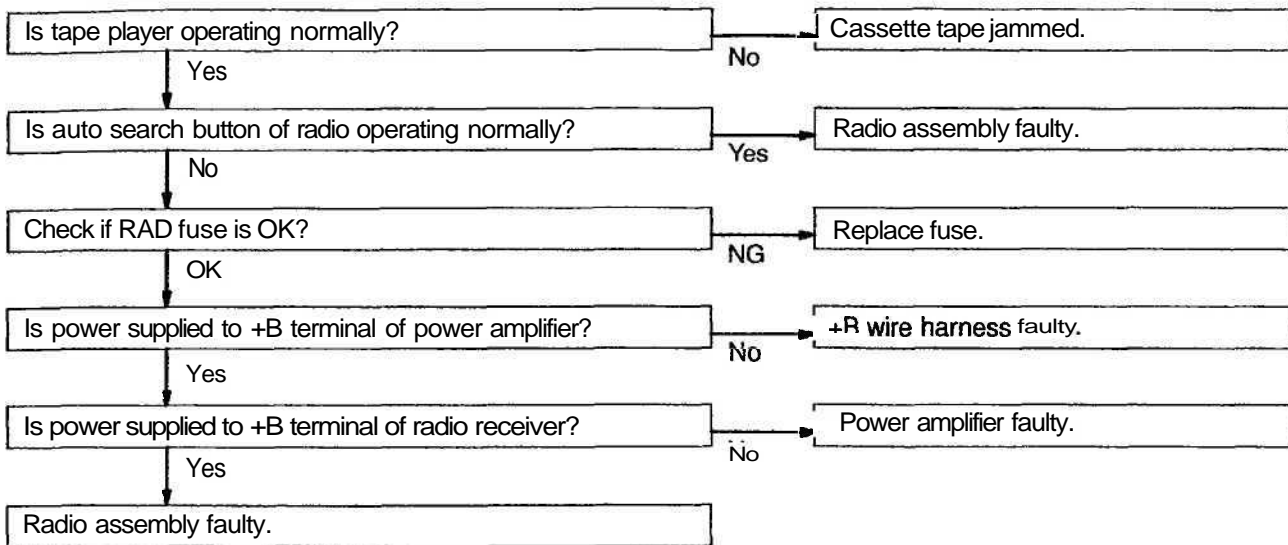 Is tape player operating normally?
No
Cassette tape jammed.
Yes
Is auto search button of radio operating normally?
Yes
Radio assembly faulty.
No
Check if RAD fuse is OK?
NG
Replace fuse.
OK
Is power supplied to +B terminal of power amplifier?
No
+B wire harness faulty.
Yes
Is power supplied to +B terminal of radio receiver?
No
Power amplifier faulty.
Yes
Radio assembly faulty.